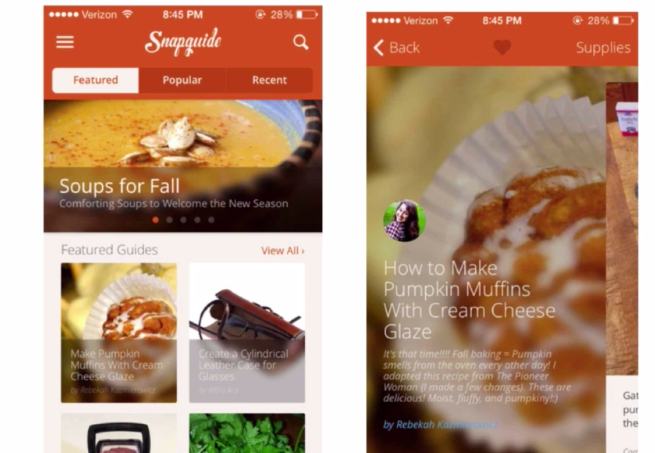 Verizon 8:45 PM 28%
Snapguide
Featured Popular Recent
Soups for Fall
Comforting Soups to Welcome the New Season
Featured Guides View All ›
Make Pumpkin
Muffins With Cream
Cheese Glaze
by Rebekah
Create a Cylindrical
Leather Case for
Glasses
Verizon 8:45 PM 28%
Back Supplies
How to Make
Pumpkin Muffins
With Cream Cheese
Glaze
It's that time!!!! Fall baking = Pumpkin
smells from the oven every other day! I
adapted this recipe from The Pioneer
Woman (I made a few changes). These are
delicious! Moist, fluffy, and pumpkiny!:)
by Rebekah
Gat
pur
the